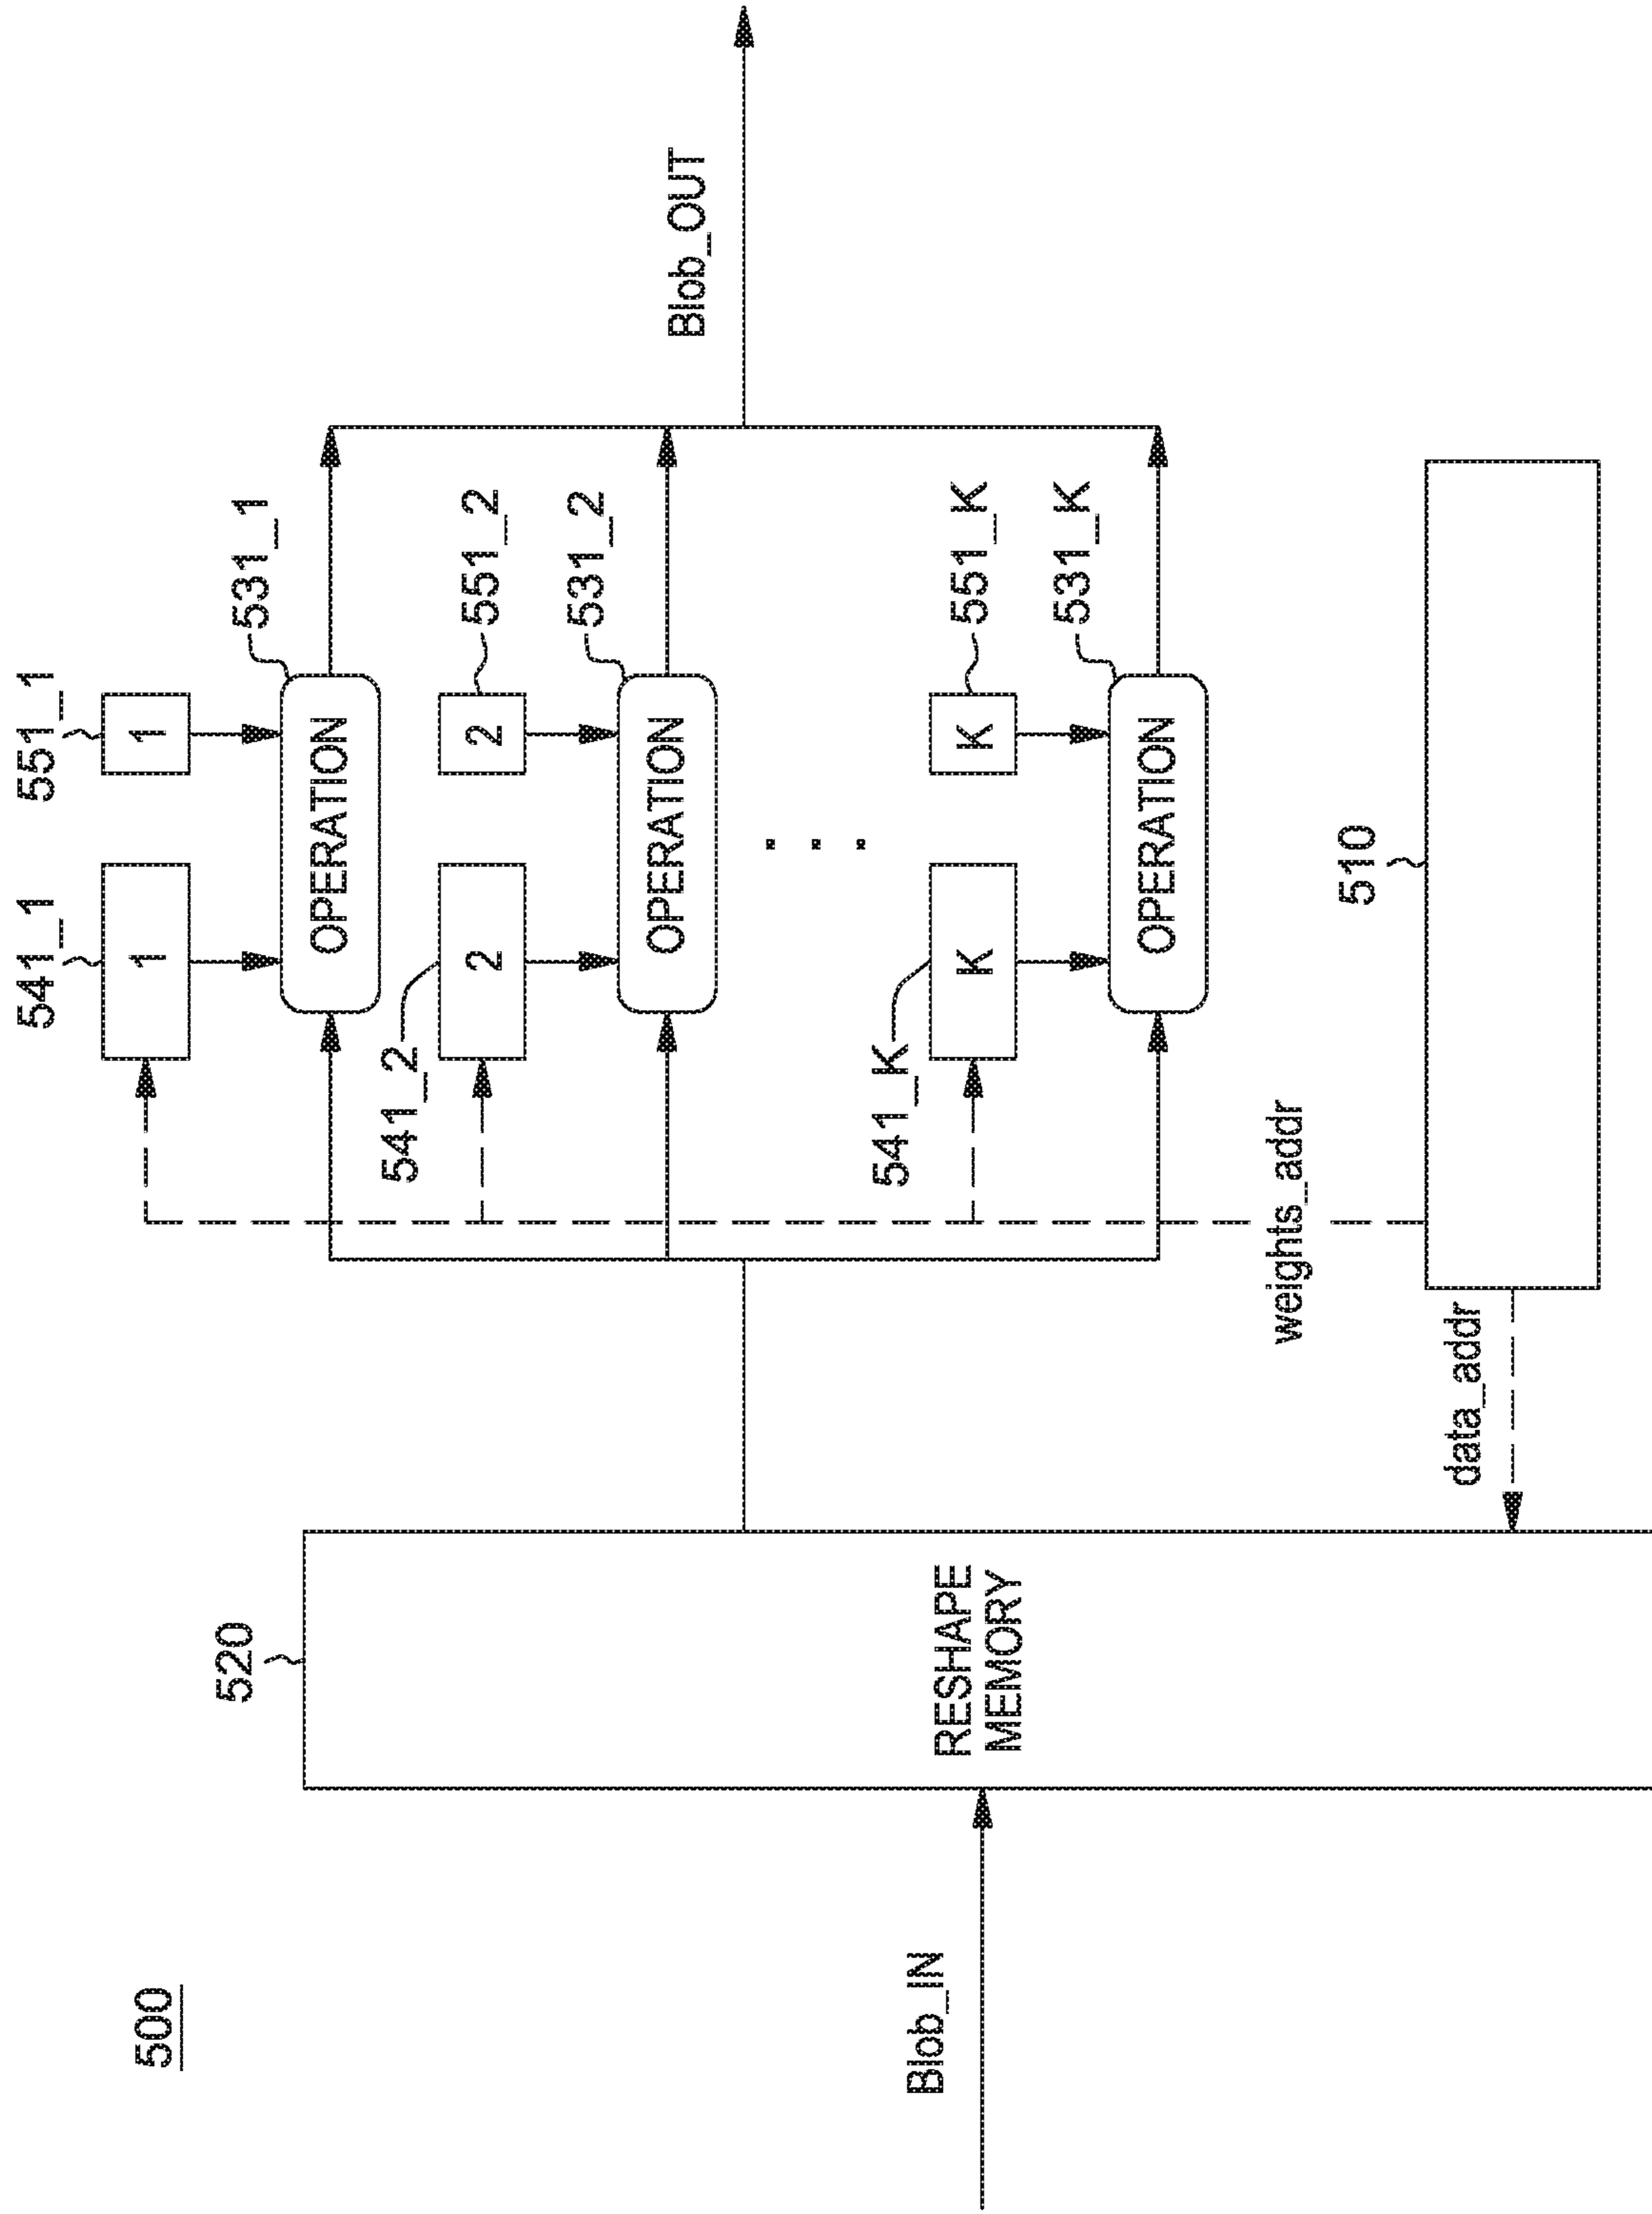 500
Blob_IN
520
RESHAPE
MEMORY
data_addr
weights_addr
510
541_1
1
551_1
1
OPERATION
531_1
541_2
2
2
551_2
OPERATION
531_2
. . .
541_K
K
K
551_K
OPERATION
531_K
Blob_OUT